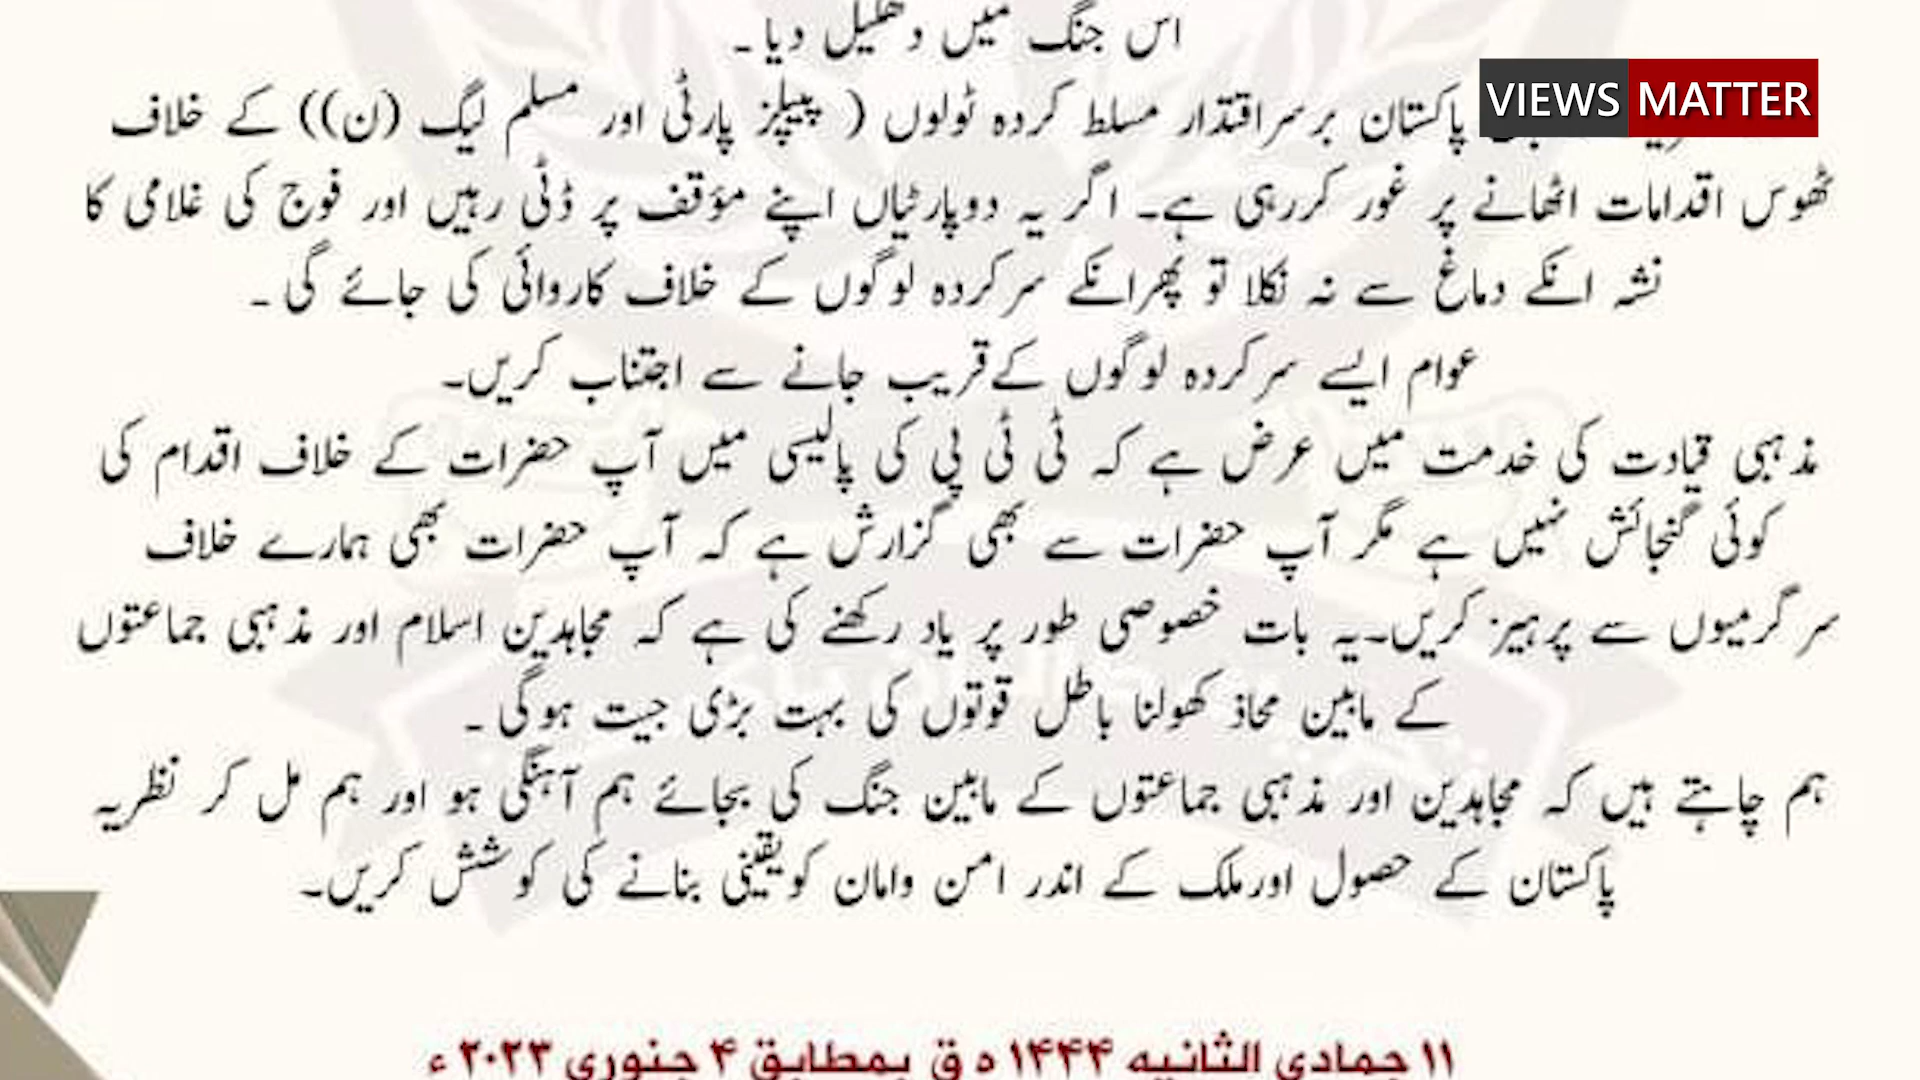 اس جنگ میں دھکیل دیا۔
VIEWS MATTER
پاکستان برسراقتدار مسلط کردہ ٹولوں ( پیپلز پارٹی اور مسلم لیگ (ن)) کے خلاف
ٹھوس اقدامات اٹھانے پر غور کررہی ہے۔ اگر یہ دوپارٹیاں اپنے مؤقف پر ڈٹی رہیں اور فوج کی غلامی کا
نشہ انکے دماغ سے نہ نکلا تو پھرانکے سرکردہ لوگوں کے خلاف کاروائی کی جائے گی ۔
عوام ایسے سرکردہ لوگوں کےقریب جانے سے اجتناب کریں۔
مذہبی قیادت کی خدمت میں عرض ہے کہ ٹی ٹی پی کی پالیسی میں آپ حضرات کے خلاف اقدام کی
کوئی گنجائش نہیں ہے مگر آپ حضرات سے بھی گزارش ہے کہ آپ حضرات بھی ہمارے خلاف
سرگرمیوں سے پرہیز کریں۔یہ بات خصوصی طور پر یاد رکھنے کی ہے کہ مجاہدین اسلام اور مذہبی جماعتوں
کے مابین محاذ کھولنا باطل قوتوں کی بہت بڑی جیت ہوگی ۔
ہم چاہتے ہیں کہ مجاہدین اور مذہبی جماعتوں کے مابین جنگ کی بجائے ہم آہنگی ہو اور ہم مل کر نظریہ
پاکستان کے حصول اورملک کے اندر امن وامان کویقینی بنانے کی کوشش کریں۔
۱۱ جمادی الثانیہ ۱۴۴۴ ہ ق بمطابق ۴ جنوری ۲۰۲۳ء